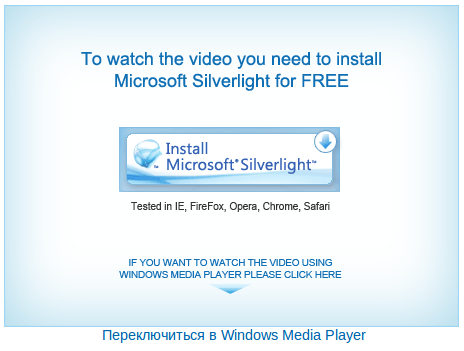 To watch the video you need to install
Microsoft Silverlight for FREE
Install
Microsoft® Silverlight™
Tested in IE, FireFox, Opera, Chrome, Safari
IF YOU WANT TO WATCH THE VIDEO USING
WINDOWS MEDIA PLAYER PLEASE CLICK HERE
Переключиться в Windows Media Player